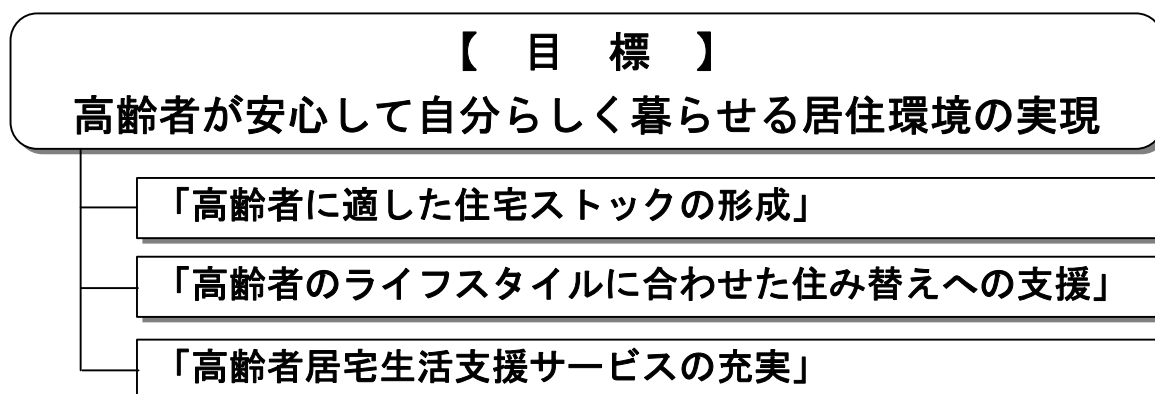 【　目　標　】
高齢者が安心して自分らしく暮らせる居住環境の実現
「高齢者に適した住宅ストックの形成」
「高齢者のライフスタイルに合わせた住み替えへの支援」
「高齢者居宅生活支援サービスの充実」